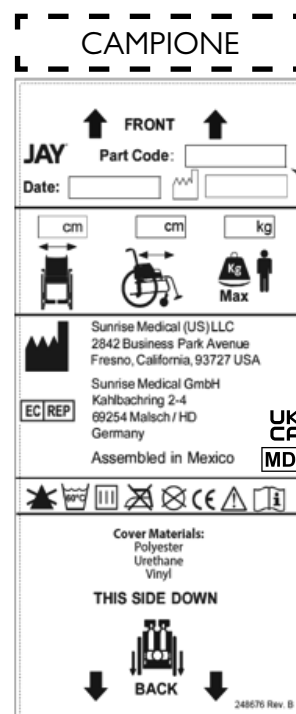 CAMPIONE
FRONT
JAY
Part Code:
Date:
cm
cm
kg
Kg
Max
Sunrise Medical (US) LLC
2842 Business Park Avenue
Fresno, California, 93727 USA
EC REP
Sunrise Medical GmbH
Kahlbachring 2-4
69254 Malsch / HD
Germany
UK
CA
Assembled in Mexico
MD
60°C
CE
i
Cover Materials:
Polyester
Urethane
Vinyl
THIS SIDE DOWN
BACK
248676 Rev. B